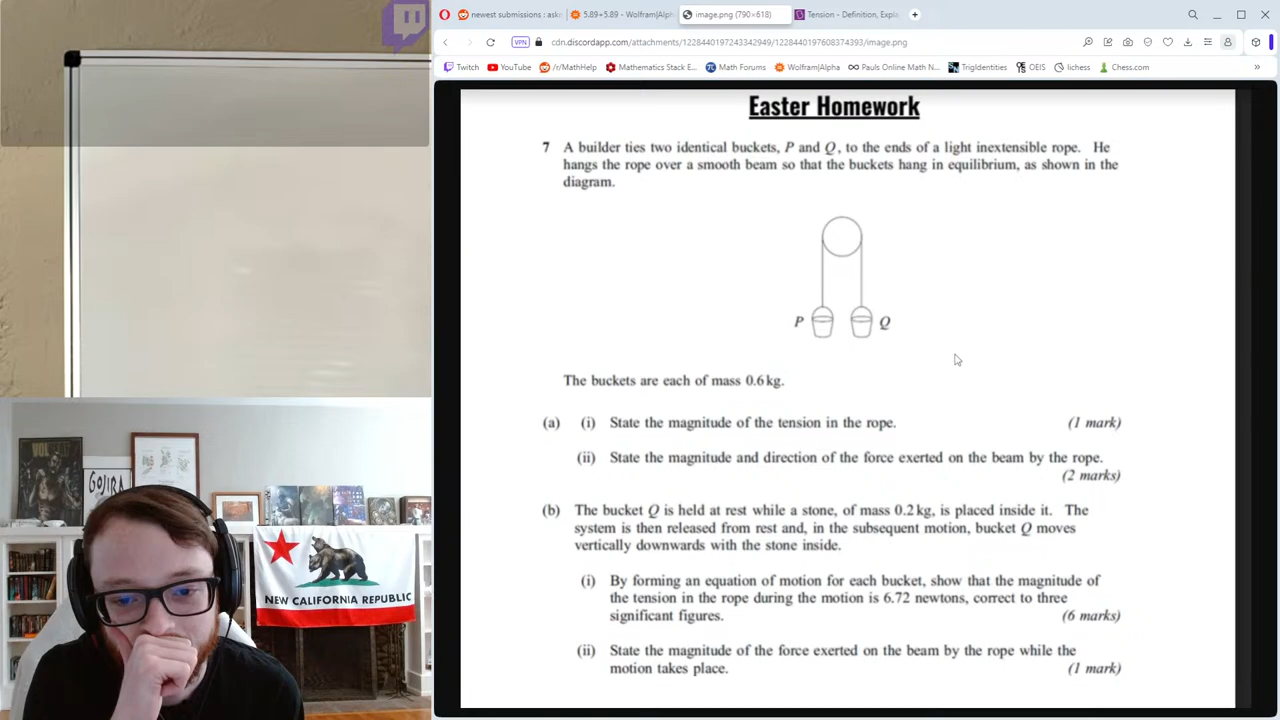 newest submissions : ask
5.89+5.89 - Wolfram|Alph
image.png (790×618)
Tension - Definition, Expla
VPN
cdn.discordapp.com/attachments/1228440197243342949/1228440197608374393/image.png
Twitch
YouTube
/r/MathHelp
Mathematics Stack E...
Math Forums
Wolfram|Alpha
Pauls Online Math N...
TrigIdentities
OEIS
lichess
Chess.com
Easter Homework
7 A builder ties two identical buckets, P and Q, to the ends of a light inextensible rope. He
hangs the rope over a smooth beam so that the buckets hang in equilibrium, as shown in the
diagram.
P Q
The buckets are each of mass 0.6 kg.
(a) (i) State the magnitude of the tension in the rope. (1 mark)
(ii) State the magnitude and direction of the force exerted on the beam by the rope.
(2 marks)
(b) The bucket Q is held at rest while a stone, of mass 0.2 kg, is placed inside it. The
system is then released from rest and, in the subsequent motion, bucket Q moves
vertically downwards with the stone inside.
(i) By forming an equation of motion for each bucket, show that the magnitude of
the tension in the rope during the motion is 6.72 newtons, correct to three
significant figures. (6 marks)
(ii) State the magnitude of the force exerted on the beam by the rope while the
motion takes place. (1 mark)
VOLBEAT
GOJIRA
NEW CALIFORNIA REPUBLIC